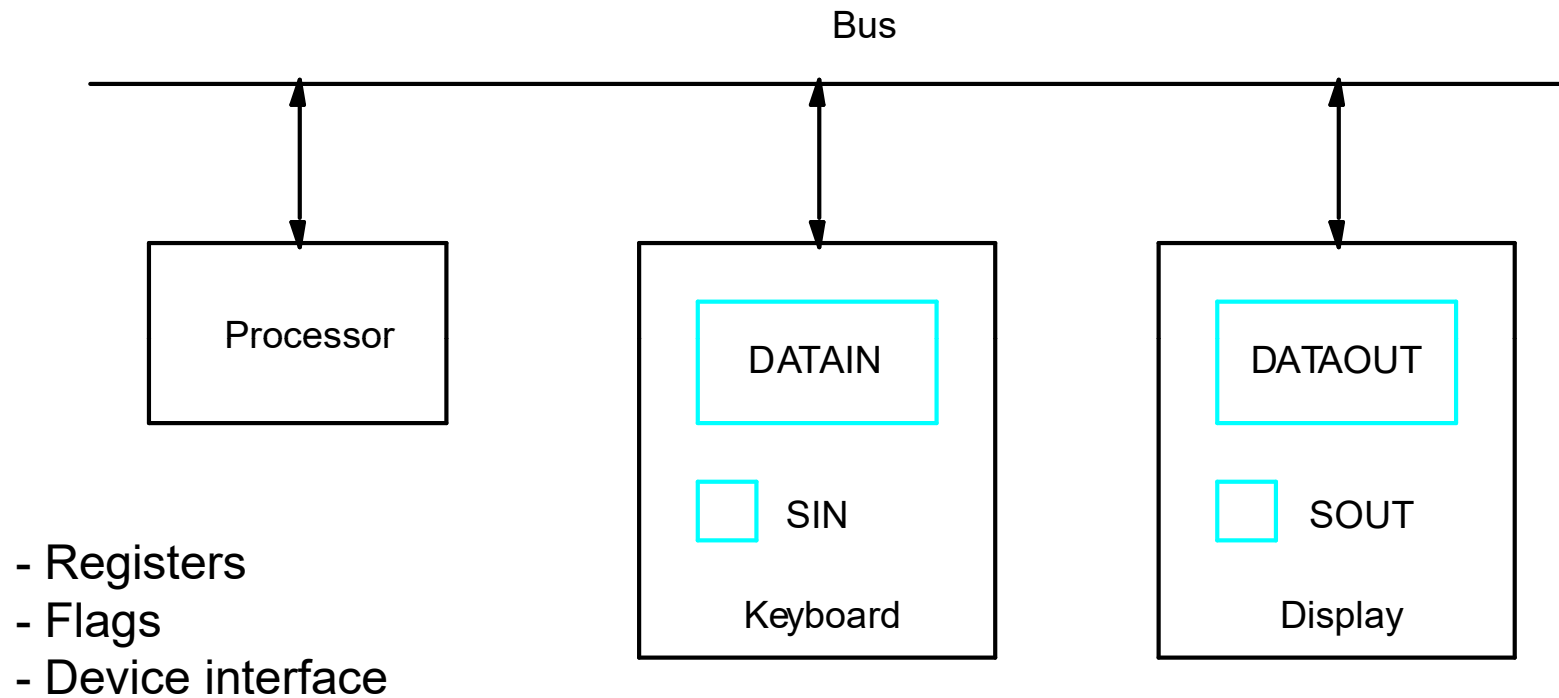 Bus
Processor
DATAIN
DATAOUT
SIN
SOUT
Keyboard
Display
- Registers
- Flags
- Device interface